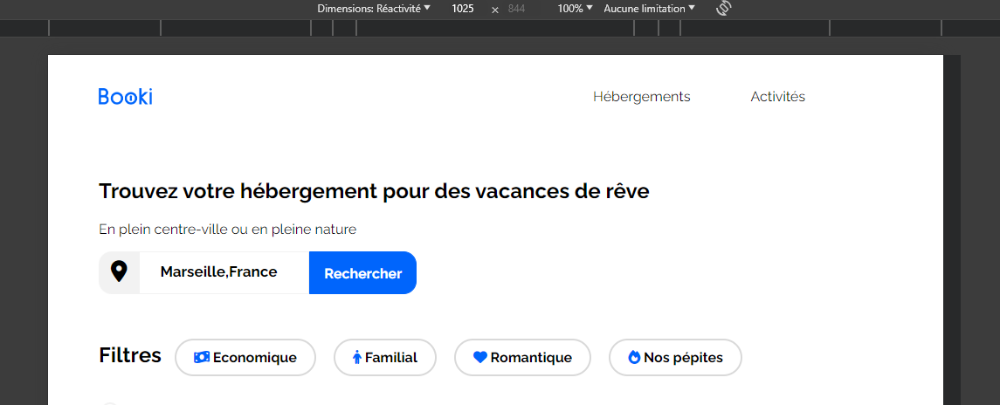 Dimensions: Réactivité 1025 × 844 100% Aucune limitation
Booki Hébergements Activités
Trouvez votre hébergement pour des vacances de rêve
En plein centre-ville ou en pleine nature
Marseille,France Rechercher
Filtres Economique Familial Romantique Nos pépites